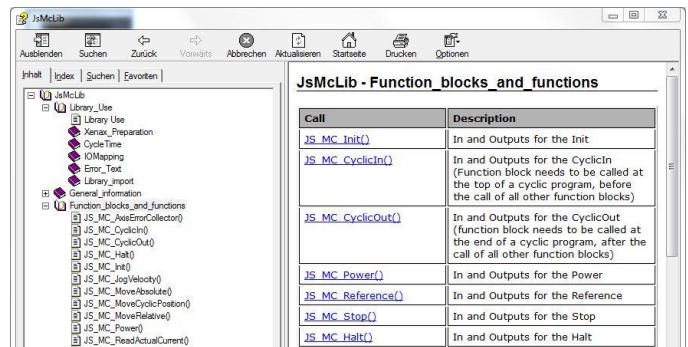 JsMcLib
Ausblenden Suchen Zurück Vorwärts Abbrechen Aktualisieren Startseite Drucken Optionen
Inhalt Index Suchen Favoriten
JsMcLib
Library_Use
Library Use
Xenax_Preparation
CycleTime
IOMapping
Error_Text
Library_import
General_information
Function_blocks_and_functions
JS_MC_AxisErrorCollector()
JS_MC_CyclicIn()
JS_MC_CyclicOut()
JS_MC_Halt()
JS_MC_Init()
JS_MC_JogVelocity()
JS_MC_MoveAbsolute()
JS_MC_MoveCyclicPosition()
JS_MC_MoveRelative()
JS_MC_Power()
JS_MC_ReadActualCurrent()
JsMcLib - Function_blocks_and_functions
Call Description
JS_MC_Init() In and Outputs for the Init
JS_MC_CyclicIn() In and Outputs for the CyclicIn
(Function block needs to be called at
the top of a cyclic program, before
the call of all other function blocks)
JS_MC_CyclicOut() In and Outputs for the CyclicOut
(function block needs to be called at
the end of a cyclic program, after the
call of all other function blocks)
JS_MC_Power() In and Outputs for the Power
JS_MC_Reference() In and Outputs for the Reference
JS_MC_Stop() In and Outputs for the Stop
JS_MC_Halt() In and Outputs for the Halt